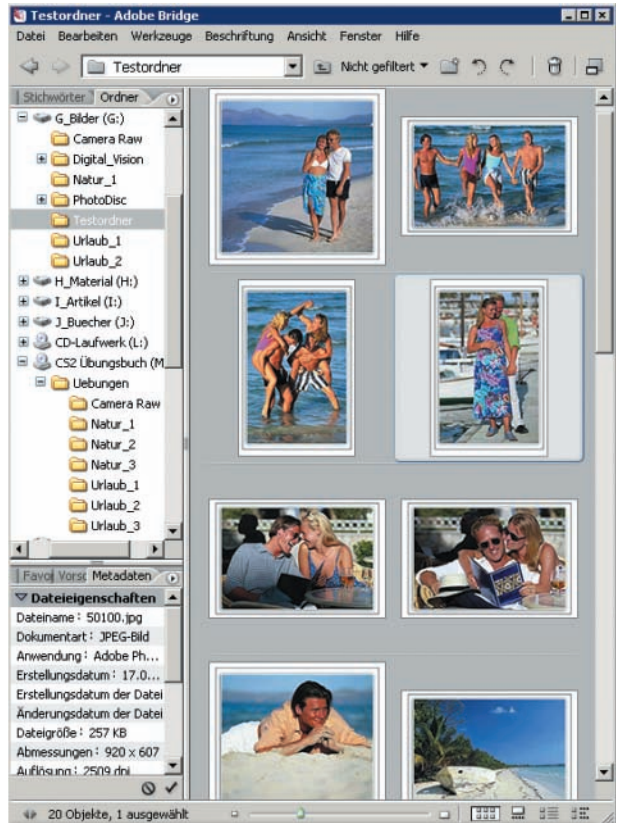 Testordner - Adobe Bridge
Datei Bearbeiten Werkzeuge Beschriftung Ansicht Fenster Hilfe
Testordner Nicht gefiltert
Stichwörter Ordner
G_Bilder (G:)
Camera Raw
Digital_Vision
Natur_1
PhotoDisc
Testordner
Urlaub_1
Urlaub_2
H_Material (H:)
I_Artikel (I:)
J_Buecher (J:)
CD-Laufwerk (L:)
CS2 Übungsbuch (M
Uebungen
Camera Raw
Natur_1
Natur_2
Natur_3
Urlaub_1
Urlaub_2
Urlaub_3
Favo Vorsc Metadaten
Dateieigenschaften
Dateiname : 50100.jpg
Dokumentart : JPEG-Bild
Anwendung : Adobe Ph...
Erstellungsdatum : 17.0...
Erstellungsdatum der Datei
Änderungsdatum der Datei
Dateigröße : 257 KB
Abmessungen : 920 x 607
Auflösung : 2509 dpi
20 Objekte, 1 ausgewählt